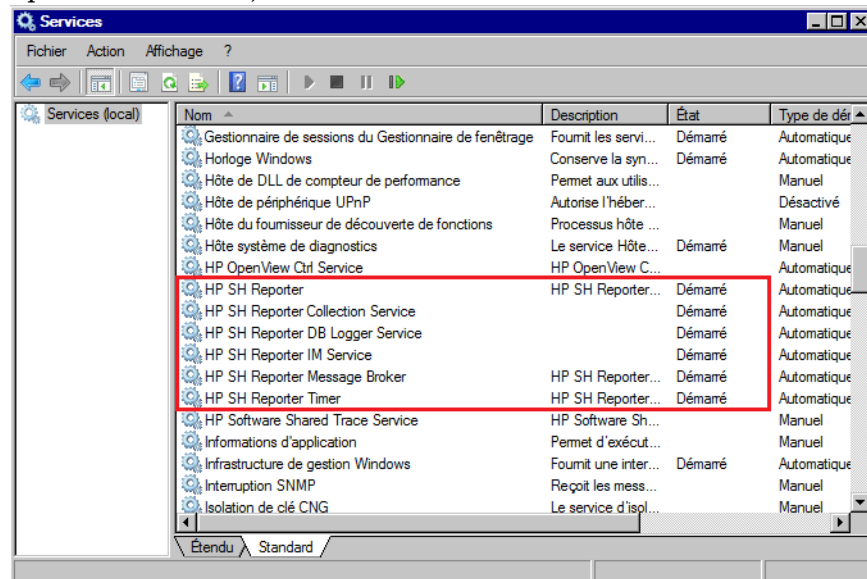 Services
Fichier Action Affichage ?
Services (local)
Nom Description État Type de dér
Gestionnaire de sessions du Gestionnaire de fenêtrage Fournit les servi... Démarré Automatique
Horloge Windows Conserve la syn... Démarré Automatique
Hôte de DLL de compteur de performance Permet aux utilis... Manuel
Hôte de périphérique UPnP Autorise l'héber... Désactivé
Hôte du fournisseur de découverte de fonctions Processus hôte ... Manuel
Hôte système de diagnostics Le service Hôte... Démarré Manuel
HP OpenView Ctrl Service HP OpenView C... Automatique
HP SH Reporter HP SH Reporter... Démarré Automatique
HP SH Reporter Collection Service Démarré Automatique
HP SH Reporter DB Logger Service Démarré Automatique
HP SH Reporter IM Service Démarré Automatique
HP SH Reporter Message Broker HP SH Reporter... Démarré Automatique
HP SH Reporter Timer HP SH Reporter... Démarré Automatique
HP Software Shared Trace Service HP Software Sh... Manuel
Informations d'application Permet d'exécut... Manuel
Infrastructure de gestion Windows Fournit une inter... Démarré Automatique
Interruption SNMP Reçoit les mess... Manuel
Isolation de clé CNG Le service d'isol... Manuel
Étendu Standard